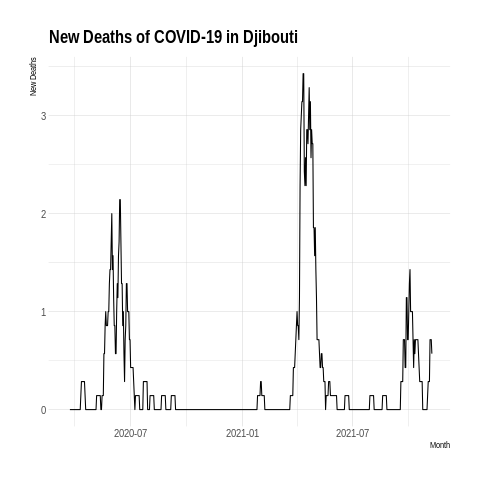 New Deaths of COVID-19 in Djibouti
New Deaths
3
2
1
0
2020-07
2021-01
2021-07
Month